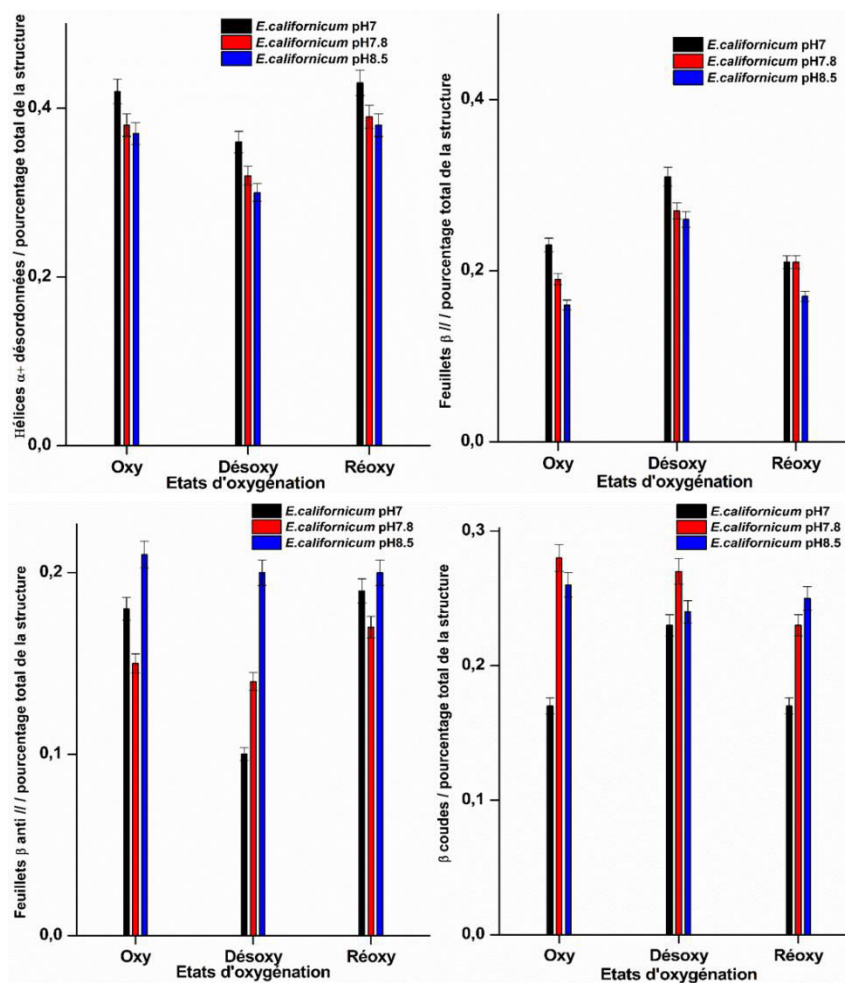 E.californicum pH7
E.californicum pH7.8
E.californicum pH8.5
Hélices α+ désordonnées / pourcentage total de la structure
0,4
0,2
0,0
Oxy Désoxy Réoxy
Etats d'oxygénation
E.californicum pH7
E.californicum pH7.8
E.californicum pH8.5
Feuillets β // / pourcentage total de la structure
0,4
0,2
0,0
Oxy Désoxy Réoxy
Etats d'oxygénation
E.californicum pH7
E.californicum pH7.8
E.californicum pH8.5
Feuillets β anti // / pourcentage total de la structure
0,2
0,1
0,0
Oxy Désoxy Réoxy
Etats d'oxygénation
E.californicum pH7
E.californicum pH7.8
E.californicum pH8.5
β coudes / pourcentage total de la structure
0,3
0,2
0,1
0,0
Oxy Désoxy Réoxy
Etats d'oxygénation